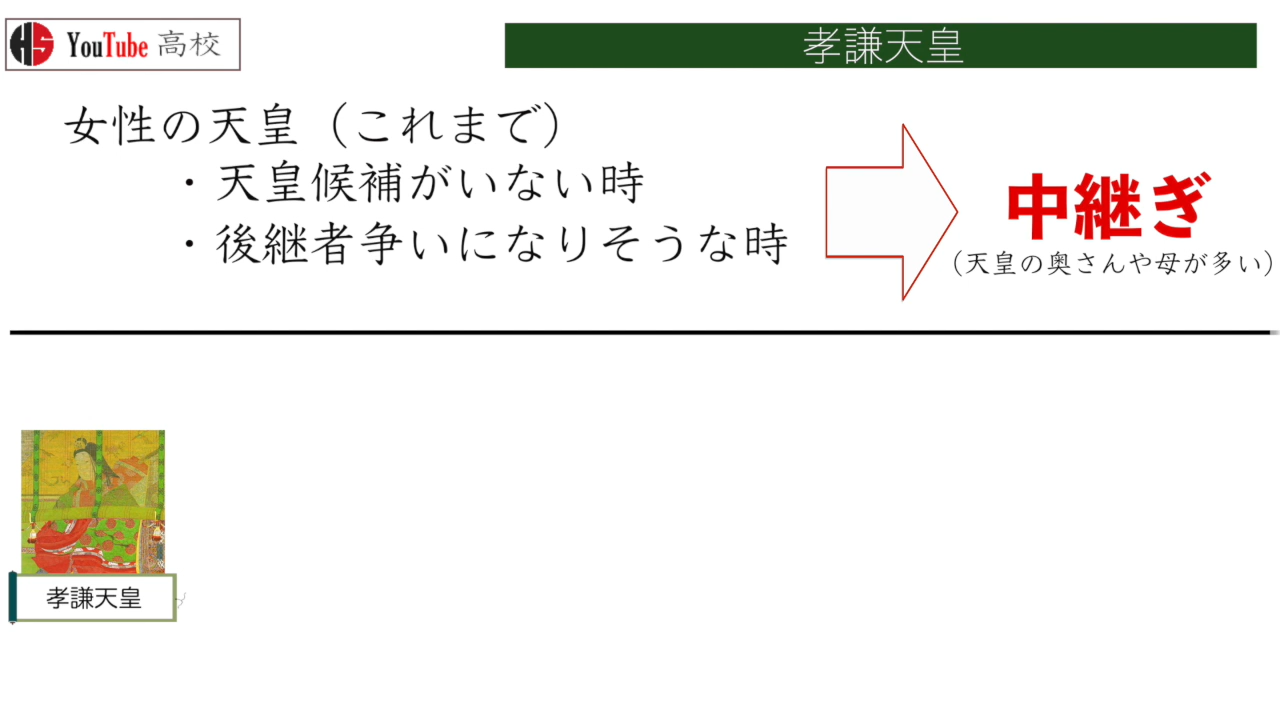 HS YouTube 高校
孝謙天皇
女性の天皇（これまで）
・天皇候補がいない時
・後継者争いになりそうな時
中継ぎ
（天皇の奥さんや母が多い）
孝謙天皇